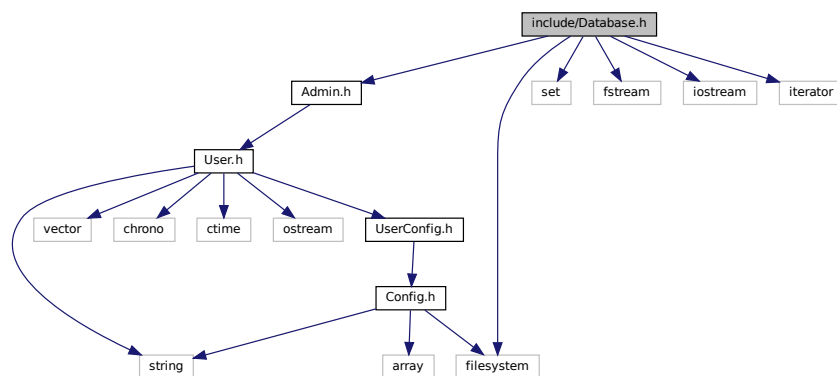 include/Database.h
Admin.h
set
fstream
iostream
iterator
User.h
vector
chrono
ctime
ostream
UserConfig.h
Config.h
string
array
filesystem